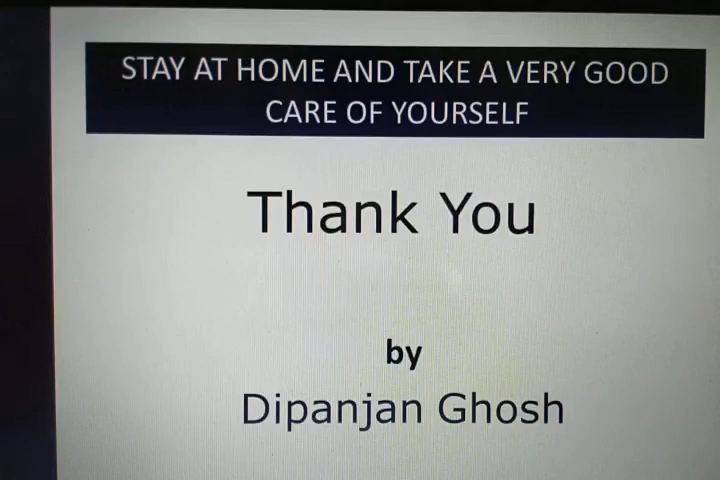 STAY AT HOME AND TAKE A VERY GOOD
CARE OF YOURSELF
Thank You
by
Dipanjan Ghosh